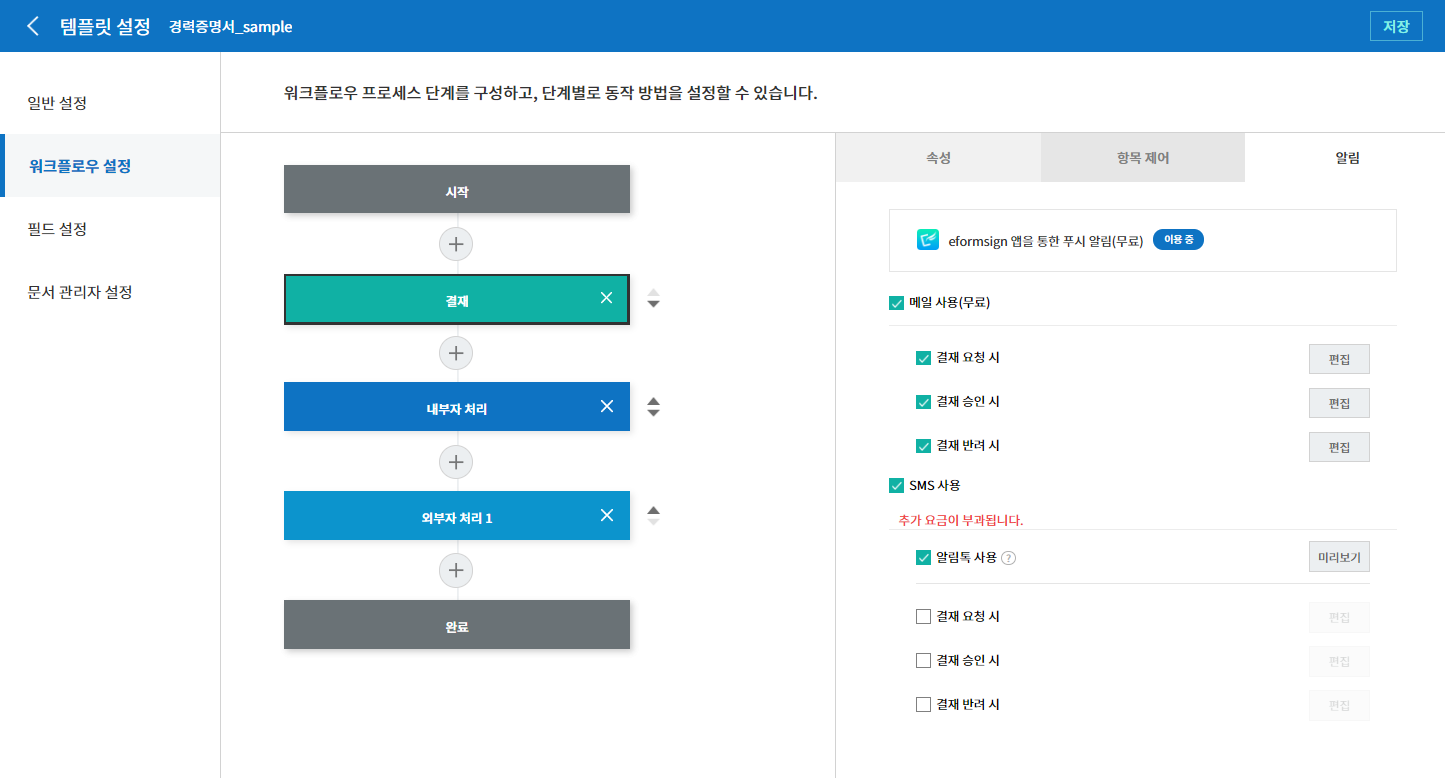 템플릿 설정 경력증명서_sample 저장
일반 설정
워크플로우 설정
필드 설정
문서 관리자 설정
워크플로우 프로세스 단계를 구성하고, 단계별로 동작 방법을 설정할 수 있습니다.
시작
결재
내부자 처리
외부자 처리 1
완료
속성 항목 제어 알림
eformsign 앱을 통한 푸시 알림(무료) 이용 중
메일 사용(무료)
결재 요청 시 편집
결재 승인 시 편집
결재 반려 시 편집
SMS 사용
추가 요금이 부과됩니다.
알림톡 사용 ? 미리보기
결재 요청 시 편집
결재 승인 시 편집
결재 반려 시 편집